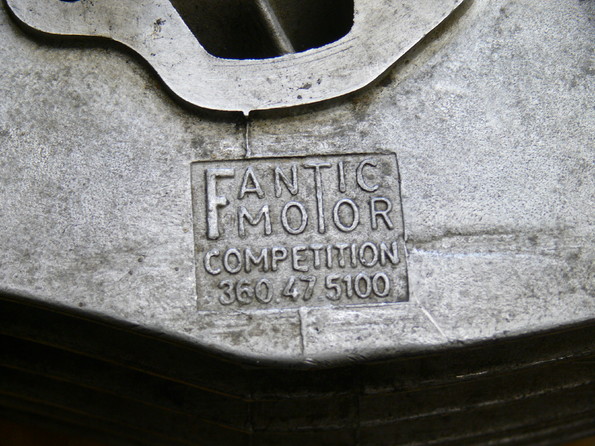 FANTIC
MOTOR
COMPETITION
360.47 5100